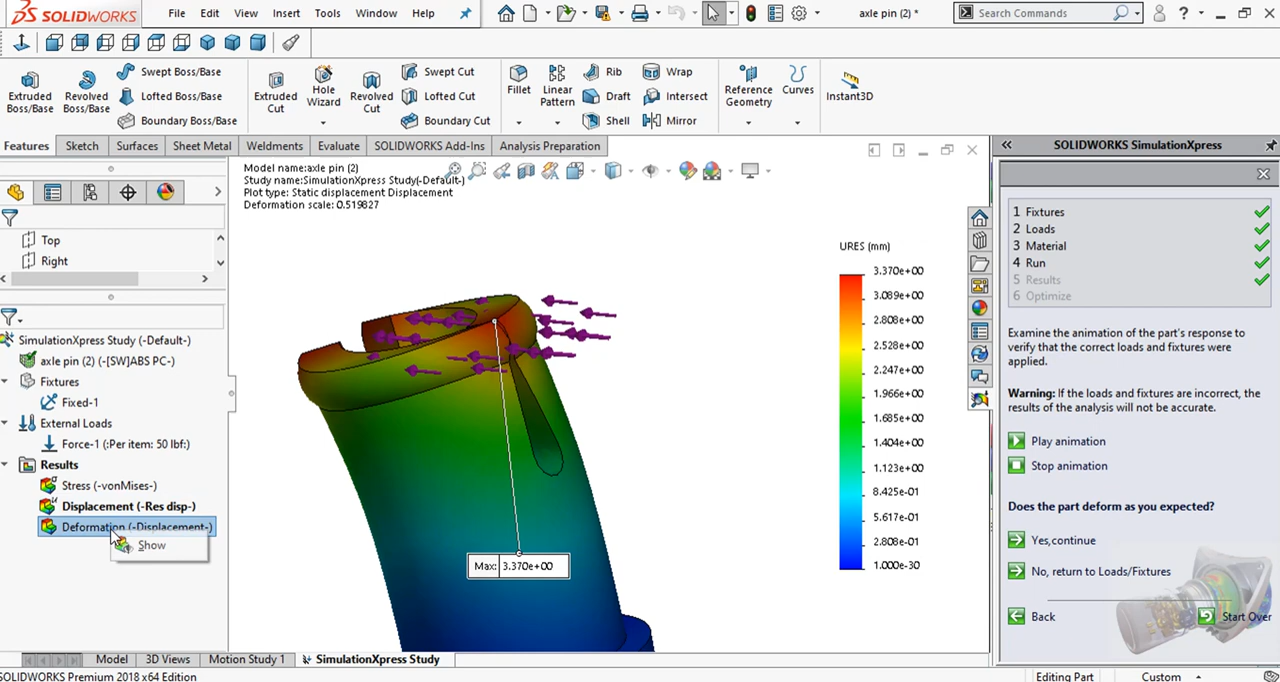 SOLIDWORKS File Edit View Insert Tools Window Help axle pin (2) * Search Commands ?
Extruded Boss/Base Revolved Boss/Base Swept Boss/Base Lofted Boss/Base Boundary Boss/Base Extruded Cut Hole Wizard Revolved Cut Swept Cut Lofted Cut Boundary Cut Fillet Linear Pattern Rib Draft Shell Wrap Intersect Mirror Reference Geometry Curves Instant3D
Features Sketch Surfaces Sheet Metal Weldments Evaluate SOLIDWORKS Add-Ins Analysis Preparation
Top
Right
SimulationXpress Study (-Default-)
axle pin (2) (-[SW]ABS PC-)
Fixtures
Fixed-1
External Loads
Force-1 (:Per item: 50 lbf:)
Results
Stress (-vonMises-)
Displacement (-Res disp-)
Deformation (-Displacement-)
Show
Model name:axle pin (2)
Study name:SimulationXpress Study(-Default-)
Plot type: Static displacement Displacement
Deformation scale: 0.519827
URES (mm)
3.370e+00
3.089e+00
2.808e+00
2.528e+00
2.247e+00
1.966e+00
1.685e+00
1.404e+00
1.123e+00
8.425e-01
5.617e-01
2.808e-01
1.000e-30
Max: 3.370e+00
SOLIDWORKS SimulationXpress
1 Fixtures
2 Loads
3 Material
4 Run
5 Results
6 Optimize
Examine the animation of the part's response to
verify that the correct loads and fixtures were
applied.
Warning: If the loads and fixtures are incorrect, the
results of the analysis will not be accurate.
Play animation
Stop animation
Does the part deform as you expected?
Yes,continue
No, return to Loads/Fixtures
Back Start Over
Model 3D Views Motion Study 1 SimulationXpress Study
SOLIDWORKS Premium 2018 x64 Edition Editing Part Custom